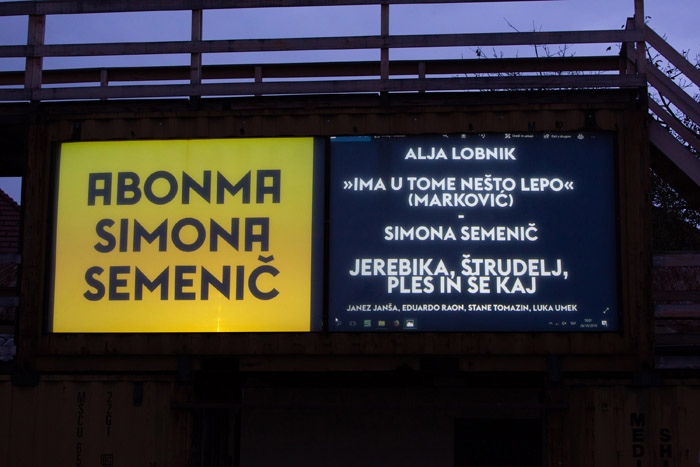 ABONMA
SIMONA
SEMENIČ
ALJA LOBNIK
»IMA U TOME NEŠTO LEPO«
(MARKOVIĆ)
-
SIMONA SEMENIČ
JEREBIKA, ŠTRUDELJ,
PLES IN ŠE KAJ
JANEZ JANŠA, EDUARDO RAON, STANE TOMAZIN, LUKA UMEK